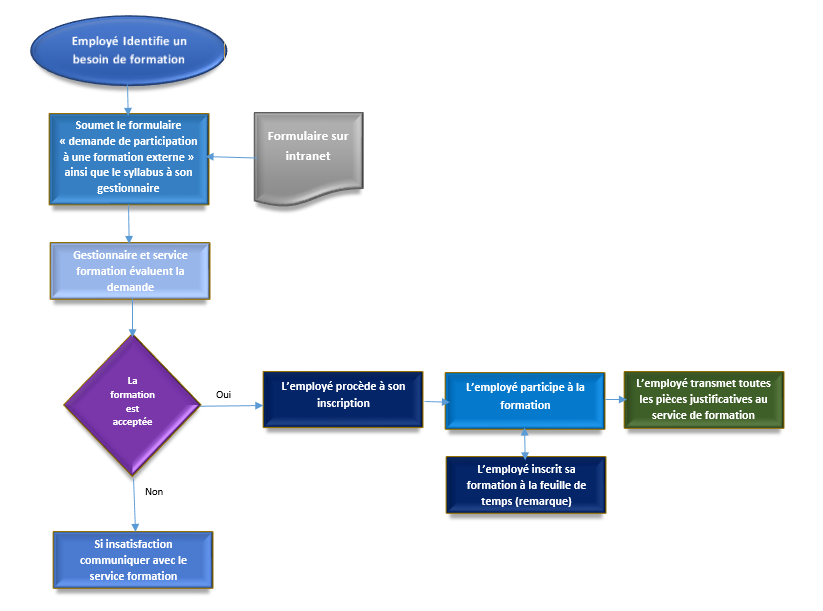 Employé Identifie un
besoin de formation
Soumet le formulaire
« demande de participation
à une formation externe »
ainsi que le syllabus à son
gestionnaire
Formulaire sur
intranet
Gestionnaire et service
formation évaluent la
demande
La
formation
est
acceptée
Oui
L'employé procède à son
inscription
L'employé participe à la
formation
L'employé transmet toutes
les pièces justificatives au
service de formation
L'employé inscrit sa
formation à la feuille de
temps (remarque)
Non
Si insatisfaction
communiquer avec le
service formation